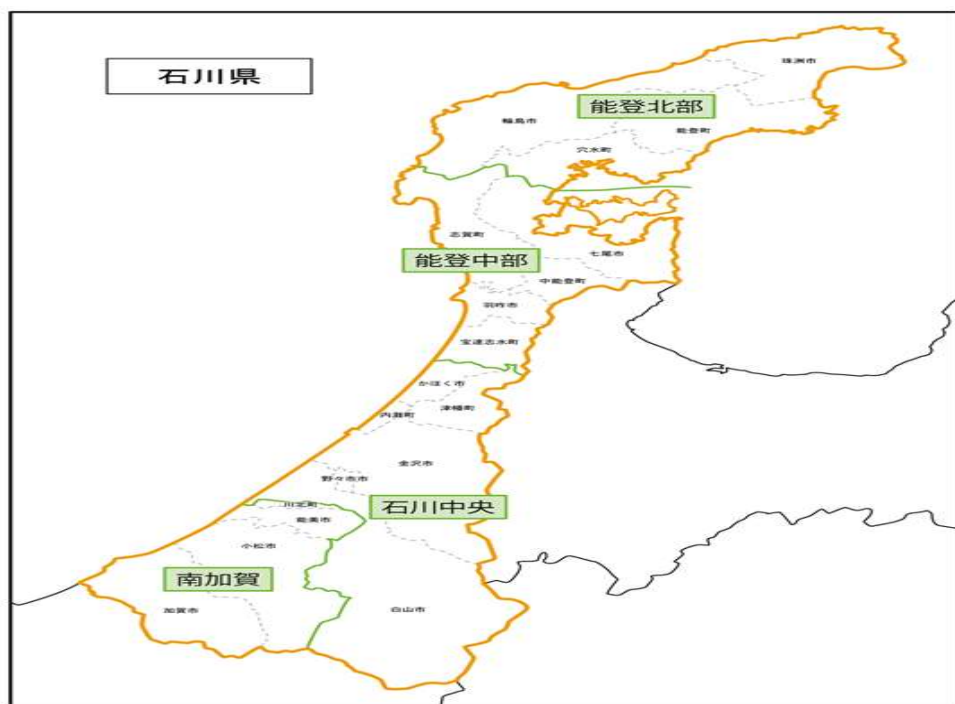 石川県
珠洲市
能登北部
輪島市
能登町
穴水町
志賀町
能登中部
七尾市
中能登町
羽咋市
宝達志水町
かほく市
内灘町
津幡町
金沢市
野々市市
川北町
石川中央
能美市
小松市
南加賀
加賀市
白山市